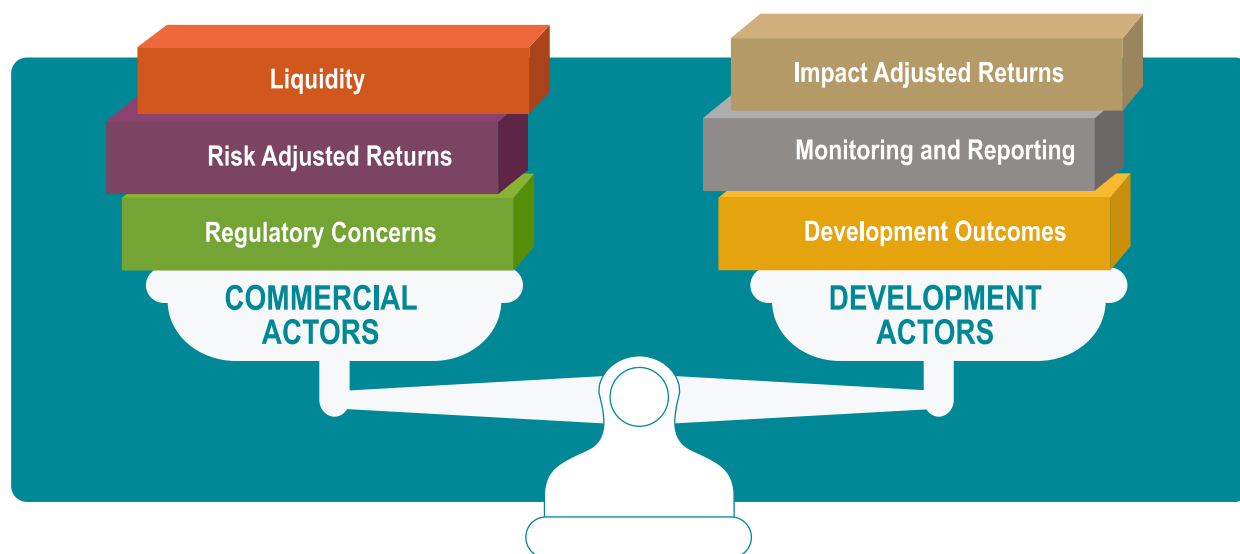 Liquidity
Risk Adjusted Returns
Regulatory Concerns
COMMERCIAL
ACTORS
Impact Adjusted Returns
Monitoring and Reporting
Development Outcomes
DEVELOPMENT
ACTORS